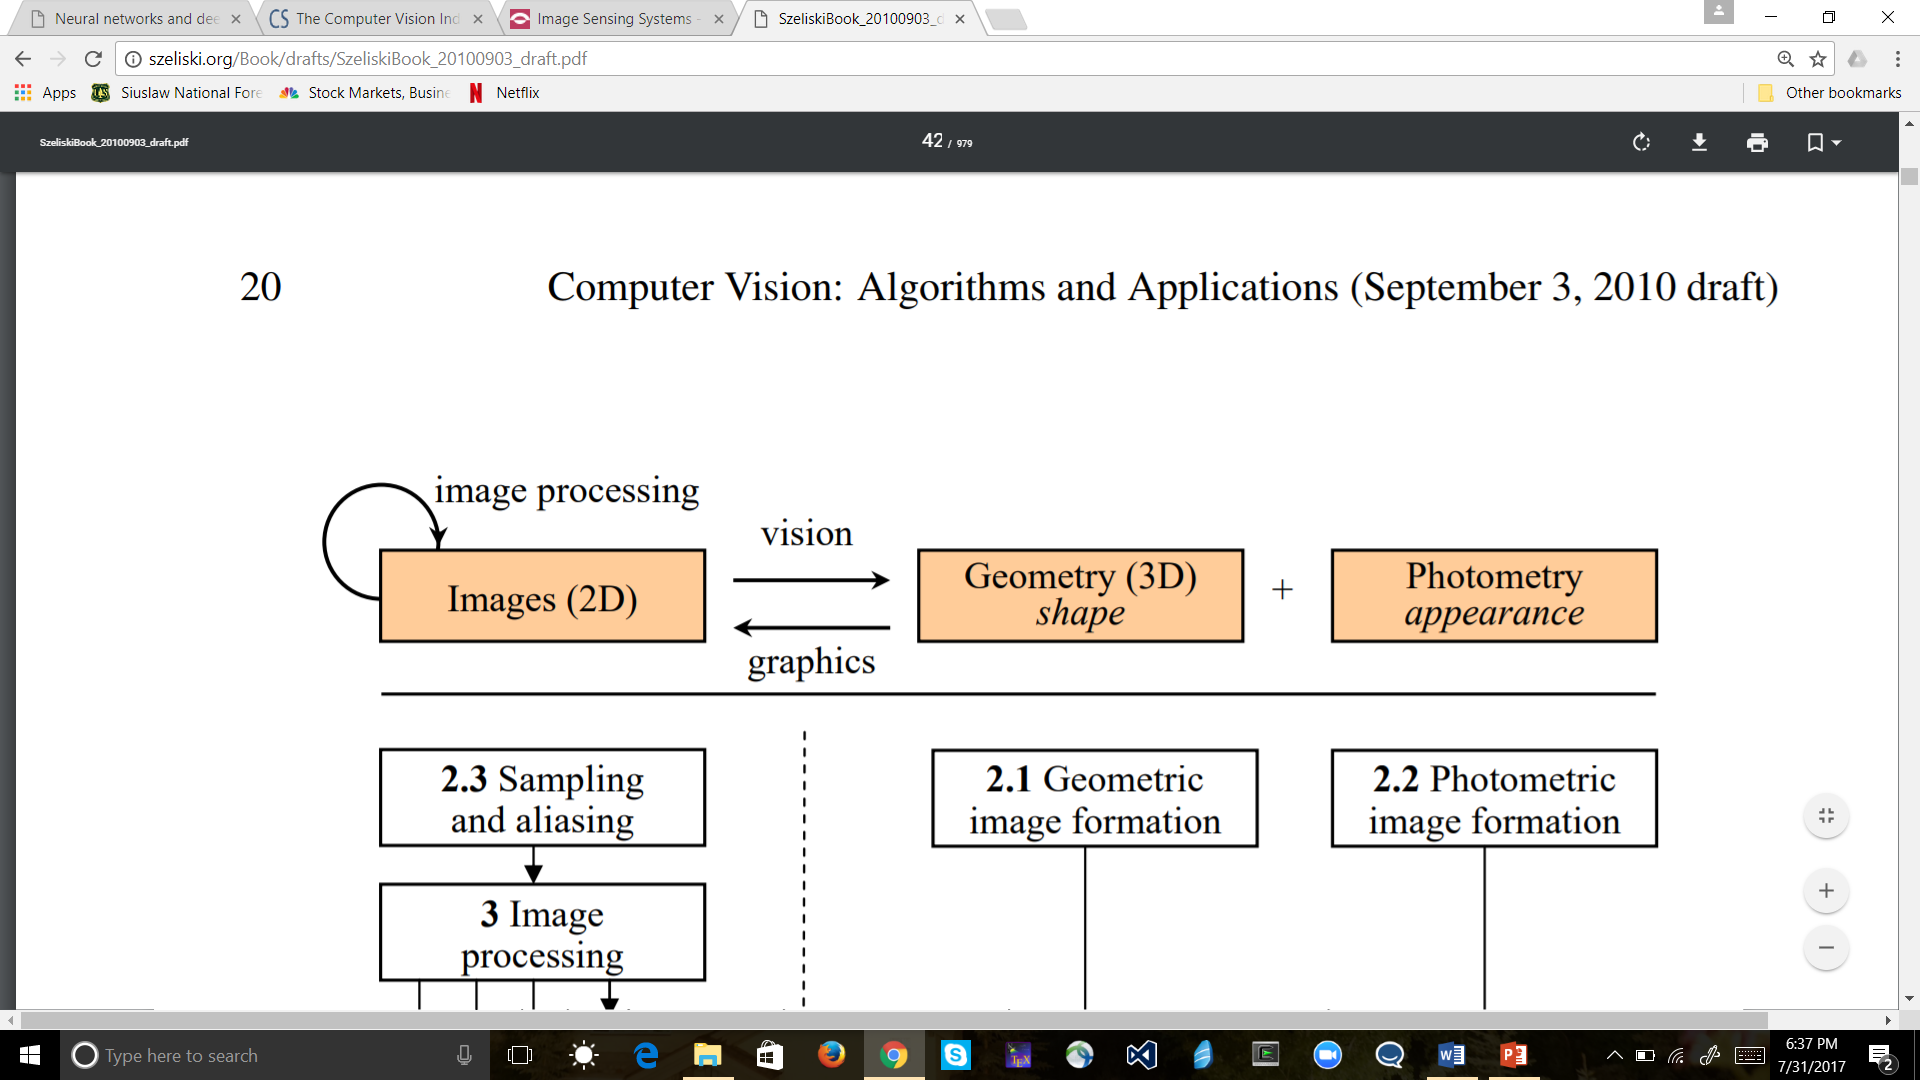 Neural networks and dee
CS The Computer Vision Ind
Image Sensing Systems -
SzeliskiBook_20100903_d
szeliski.org/Book/drafts/SzeliskiBook_20100903_draft.pdf
Apps
Siuslaw National Fore
Stock Markets, Busine
Netflix
Other bookmarks
SzeliskiBook_20100903_draft.pdf
42 / 979
20 Computer Vision: Algorithms and Applications (September 3, 2010 draft)
image processing
vision
Images (2D)
Geometry (3D)
shape
+
Photometry
appearance
graphics
2.3 Sampling
and aliasing
2.1 Geometric
image formation
2.2 Photometric
image formation
3 Image
processing
Type here to search
6:37 PM
7/31/2017
2